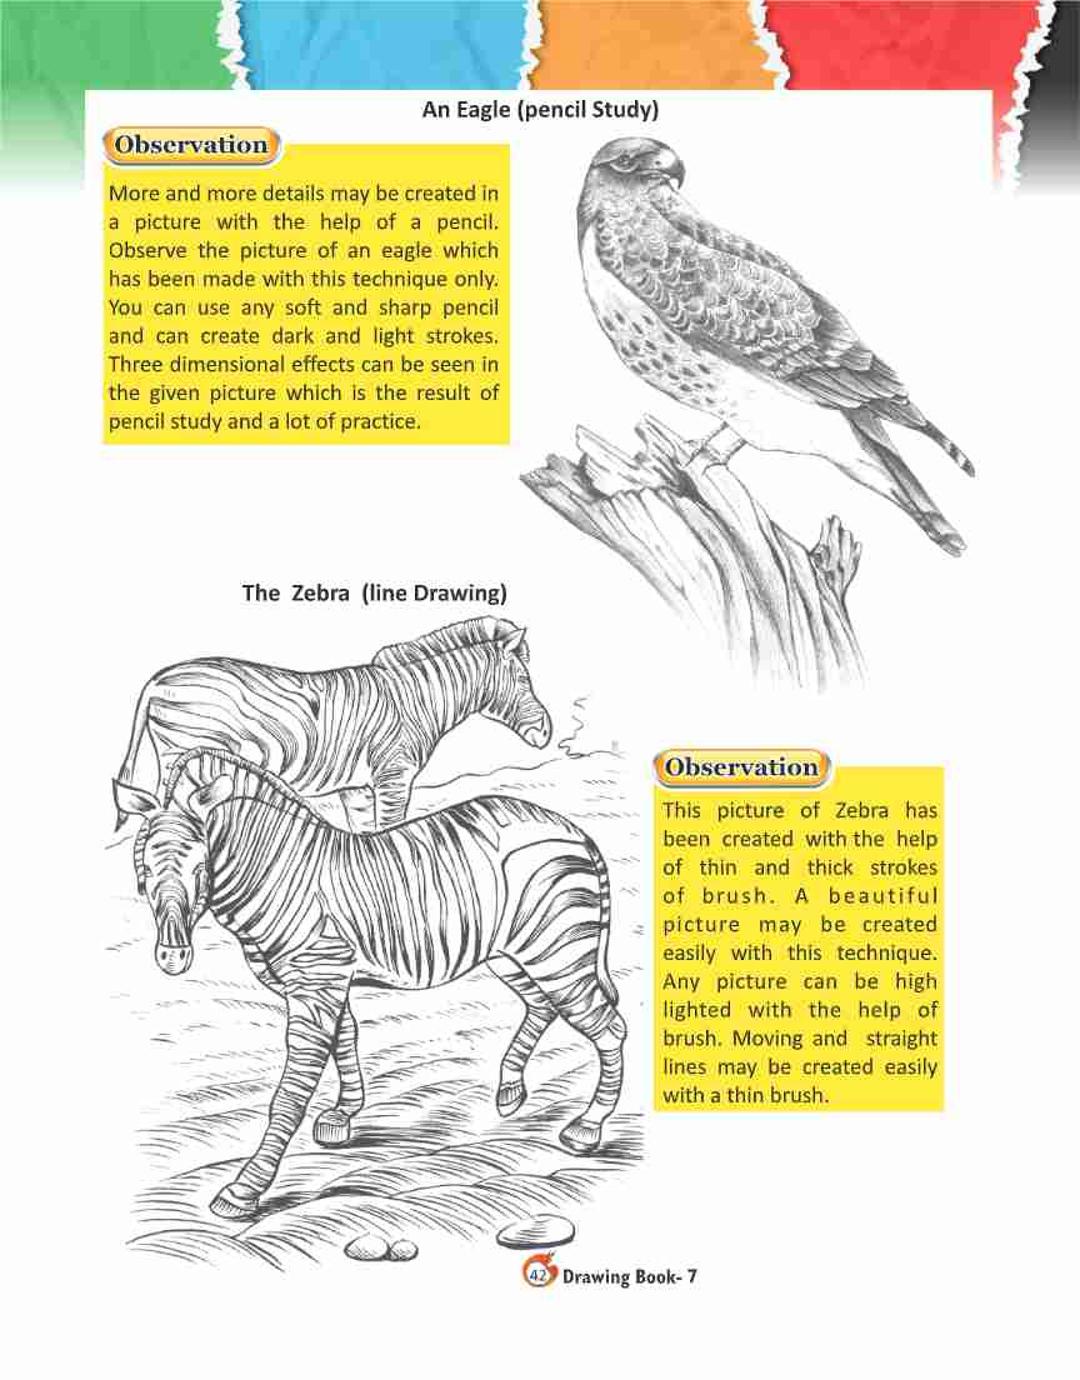 An Eagle (pencil Study)
Observation
More and more details may be created in
a picture with the help of a pencil.
Observe the picture of an eagle which
has been made with this technique only.
You can use any soft and sharp pencil
and can create dark and light strokes.
Three dimensional effects can be seen in
the given picture which is the result of
pencil study and a lot of practice.
The Zebra (line Drawing)
Observation
This picture of Zebra has
been created with the help
of thin and thick strokes
of brush. A beautiful
picture may be created
easily with this technique.
Any picture can be high
lighted with the help of
brush. Moving and straight
lines may be created easily
with a thin brush.
42 Drawing Book- 7